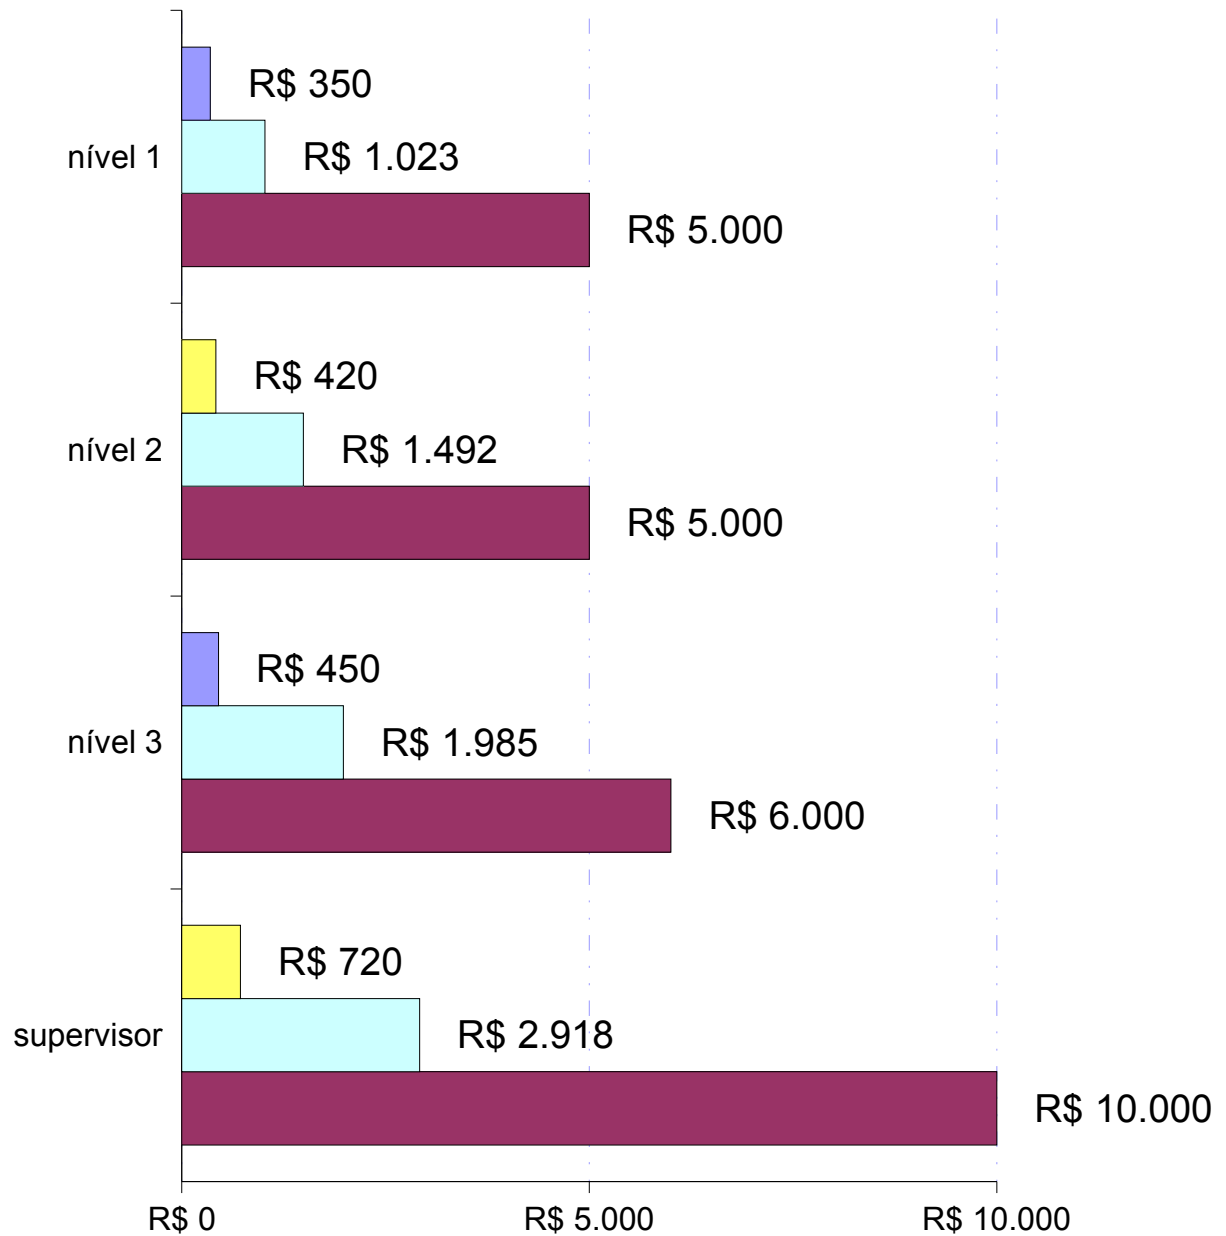 R$ 350
nível 1
R$ 1.023
R$ 5.000
R$ 420
nível 2
R$ 1.492
R$ 5.000
R$ 450
nível 3
R$ 1.985
R$ 6.000
R$ 720
supervisor
R$ 2.918
R$ 10.000
R$ 0
R$ 5.000
R$ 10.000